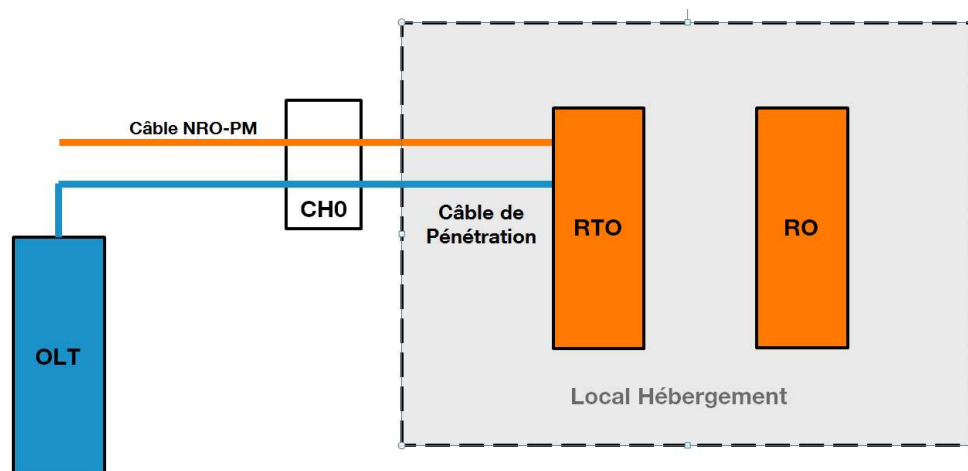 Câble NRO-PM
CH0
Câble de
Pénétration
RTO
RO
OLT
Local Hébergement